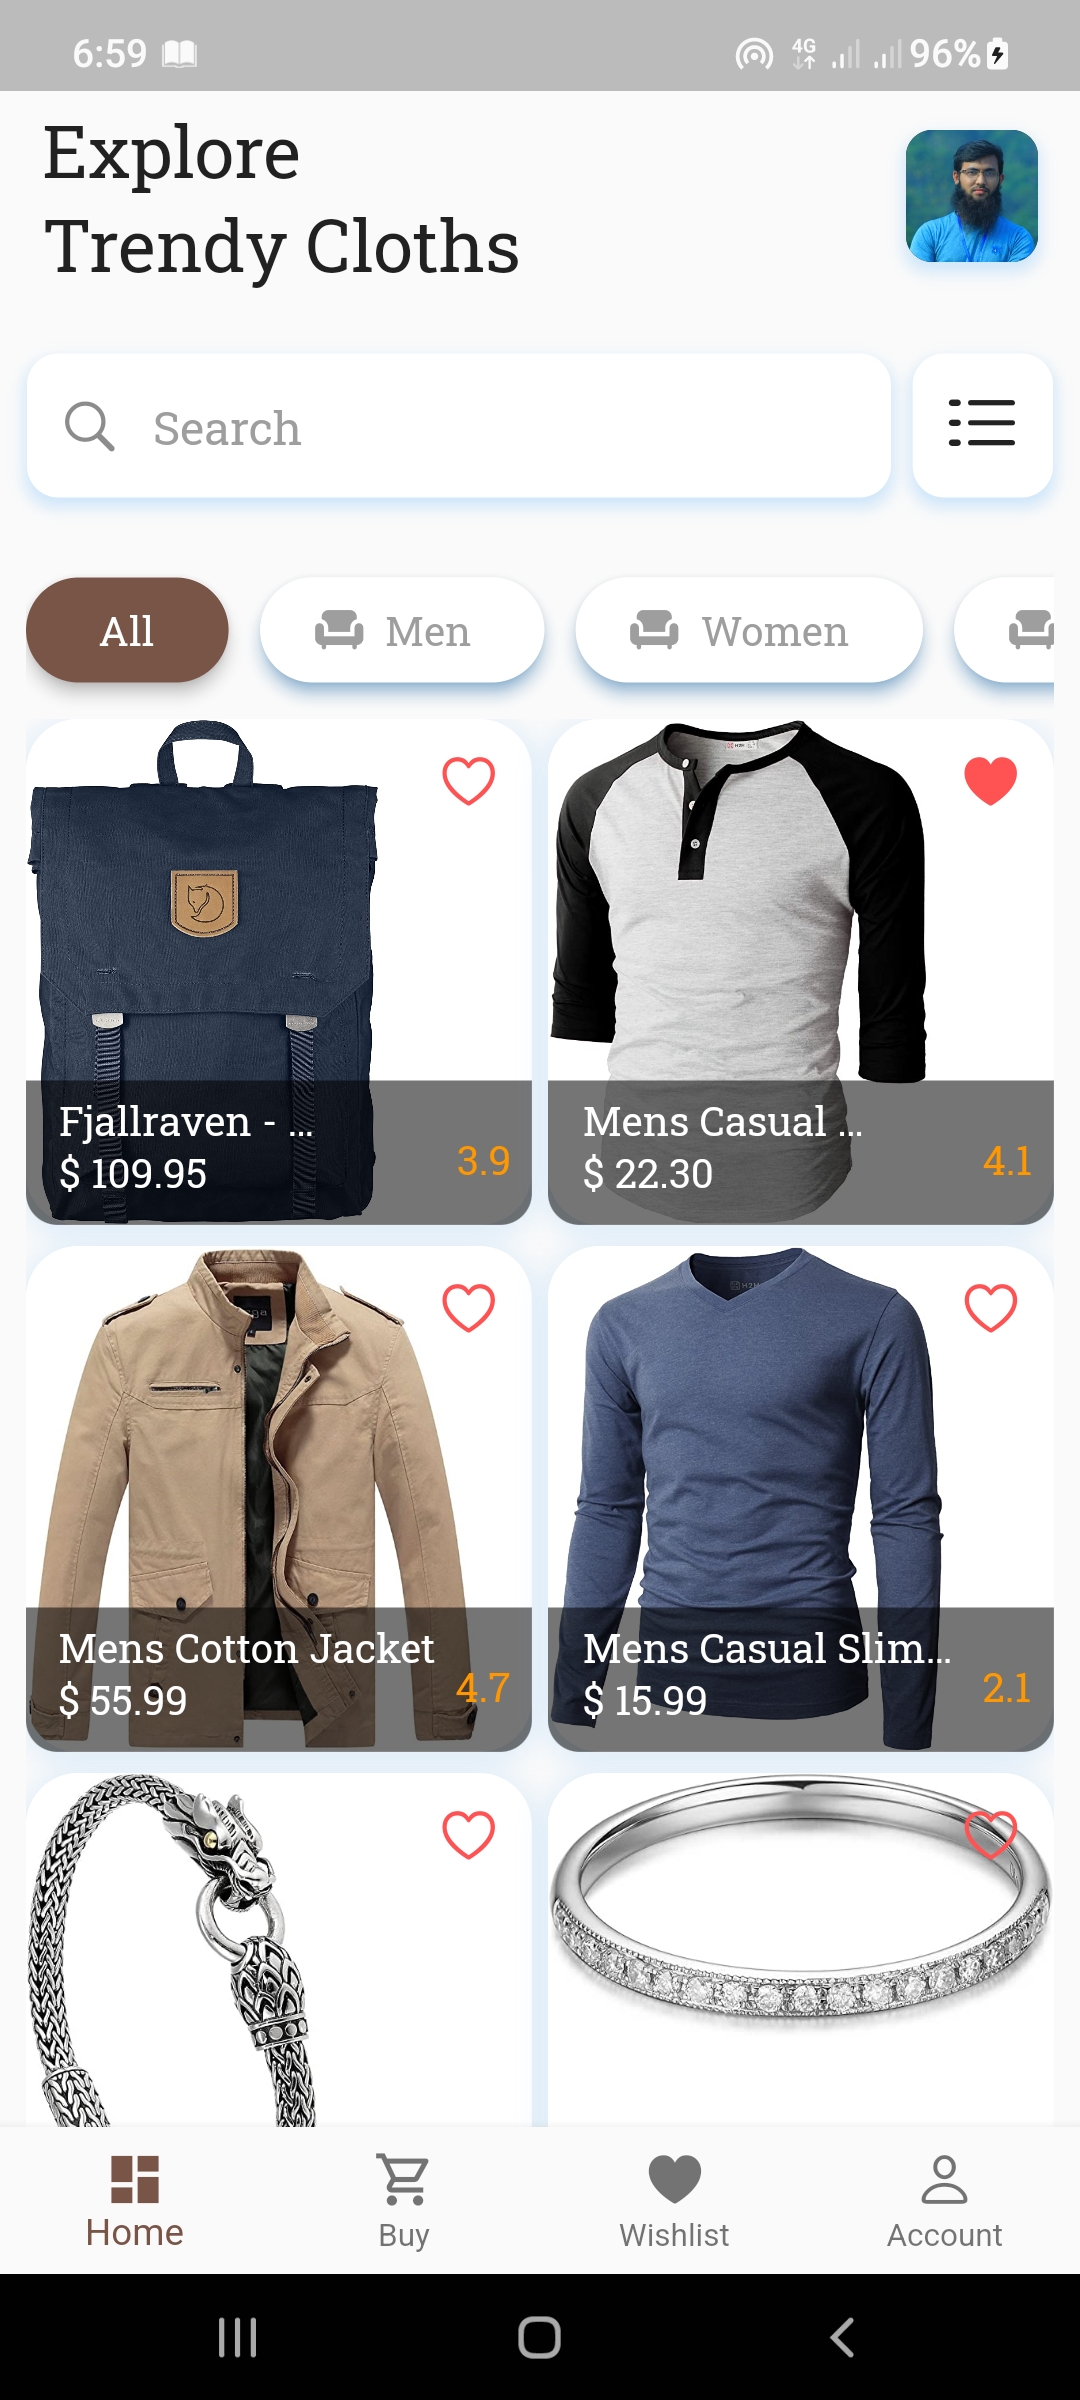 6:59
4G
96%
Explore
Trendy Cloths
Search
All
Men
Women
Fjallraven - ...
$ 109.95
3.9
Mens Casual ...
$ 22.30
4.1
Mens Cotton Jacket
$ 55.99
4.7
H2H
Mens Casual Slim...
$ 15.99
2.1
Home
Buy
Wishlist
Account